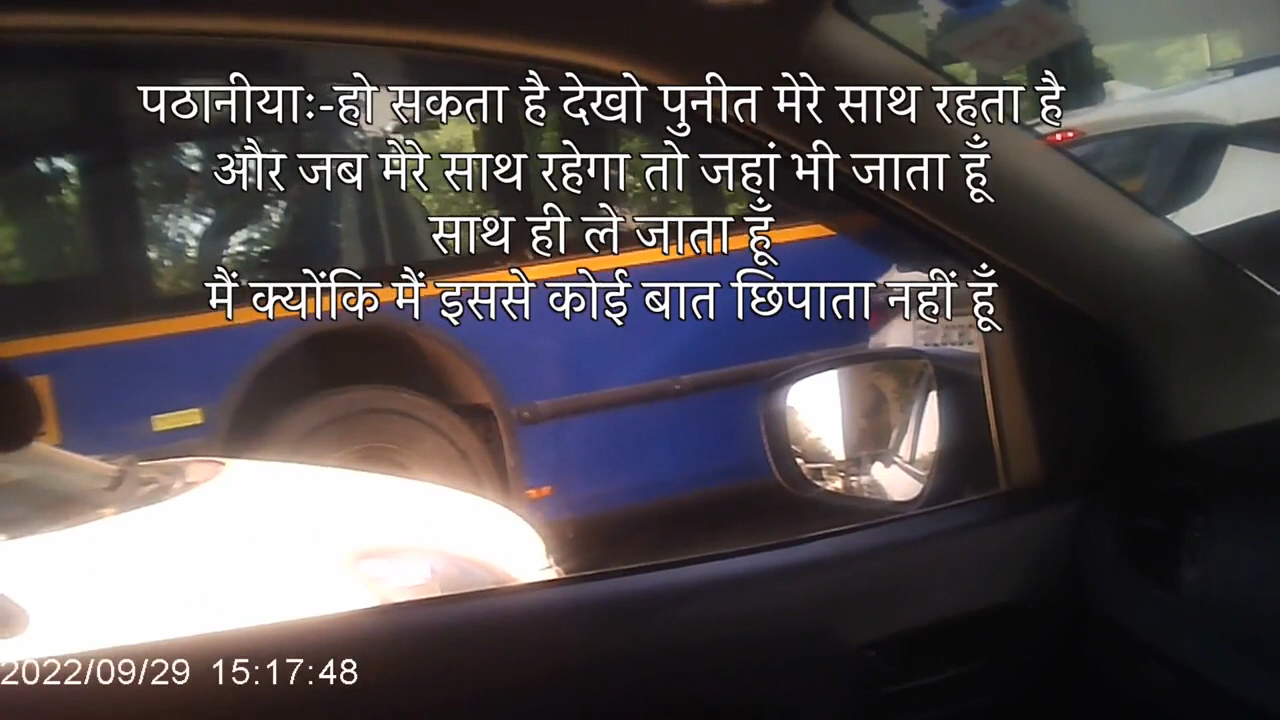 पठानीयाः-हो सकता है देखो पुनीत मेरे साथ रहता है
और जब मेरे साथ रहेगा तो जहां भी जाता हूँ
साथ ही ले जाता हूँ
मैं क्योंकि मैं इससे कोई बात छिपाता नहीं हूँ
2022/09/29 15:17:48